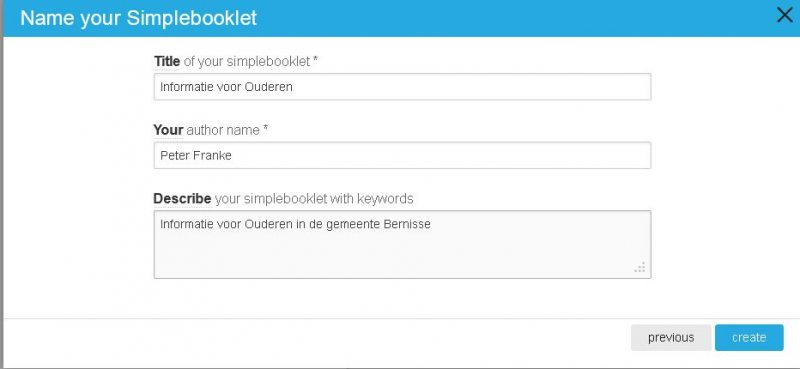 Name your Simplebooklet
Title of your simplebooklet *
Informatie voor Ouderen
Your author name *
Peter Franke
Describe your simplebooklet with keywords
Informatie voor Ouderen in de gemeente Bernisse
previous create